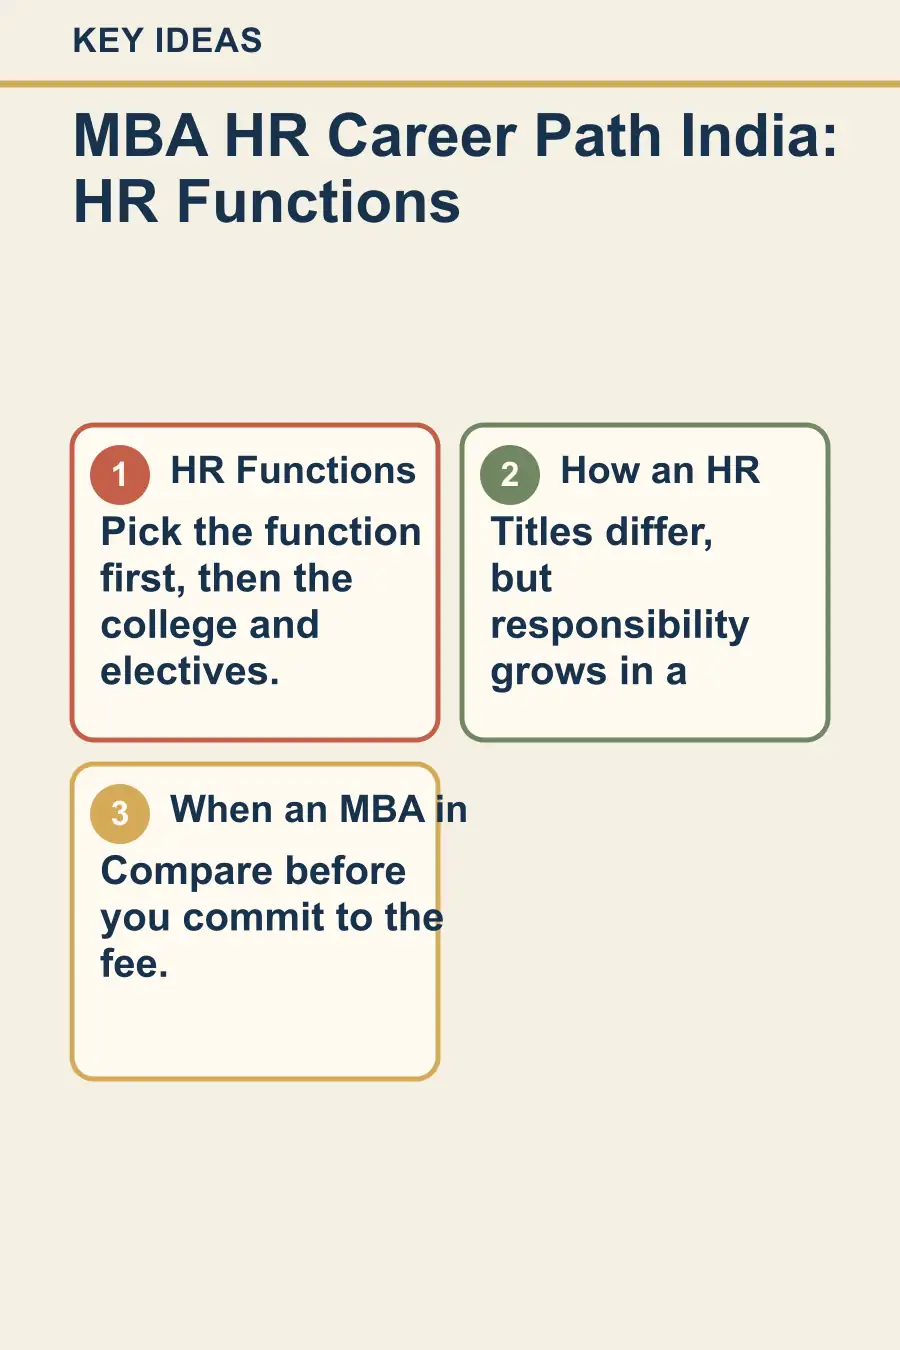 KEY IDEAS
MBA HR Career Path India:
HR Functions
1 HR Functions
Pick the function
first, then the
college and
electives.
2 How an HR
Titles differ,
but
responsibility
grows in a
3 When an MBA in
Compare before
you commit to the
fee.